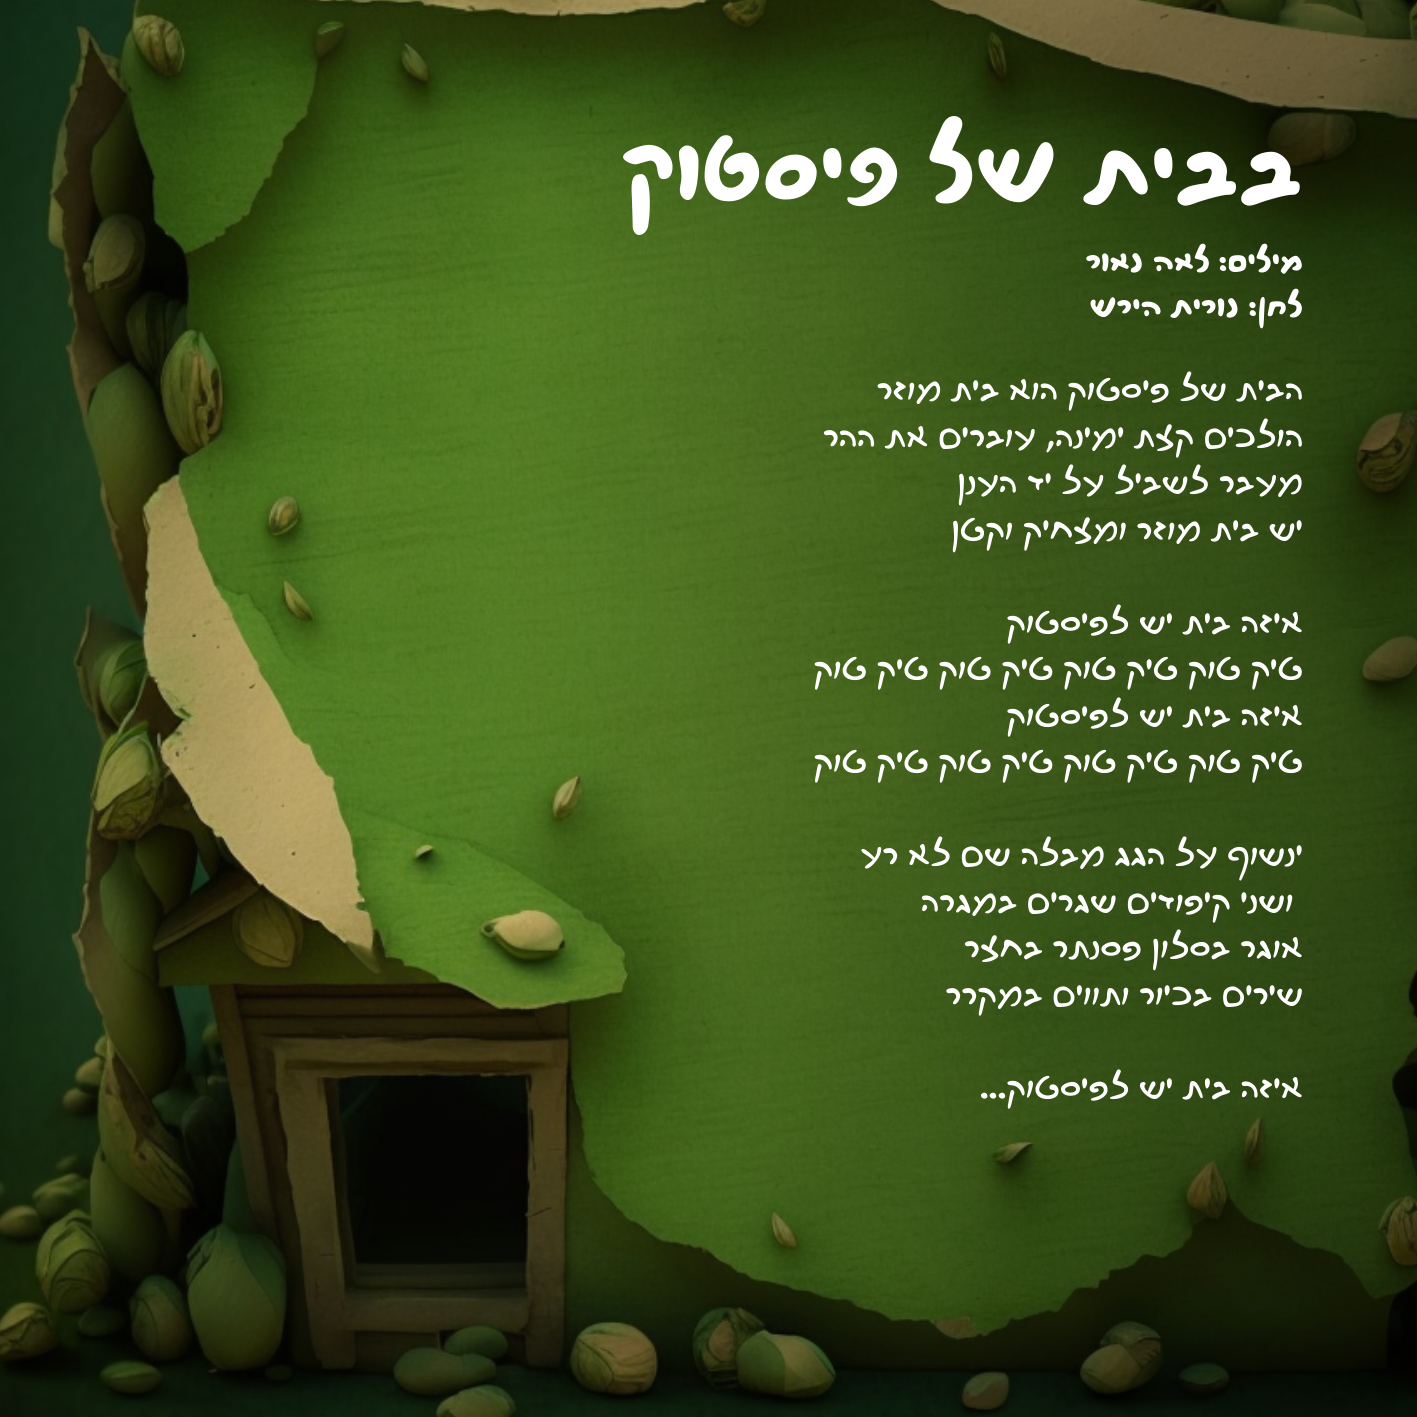 בבית של פיסטוק
מילים: לאה נאור
לחן: נורית הירש
הבית של פיסטוק הוא בית מוזר
הולכים קצת ימינה, עוברים את ההר
מעבר לשביל על יד הענן
יש בית מוזר ומצחיק וקטן
איזה בית יש לפיסטוק
טיק טוק טיק טוק טיק טוק טיק טוק
איזה בית יש לפיסטוק
טיק טוק טיק טוק טיק טוק טיק טוק
ינשוף על הגג מבלה שם לא רע
ושני קיפודים שגרים במגרה
אוגר בסלון פסנתר בחצר
שירים בכיור ותווים במקרר
איזה בית יש לפיסטוק...